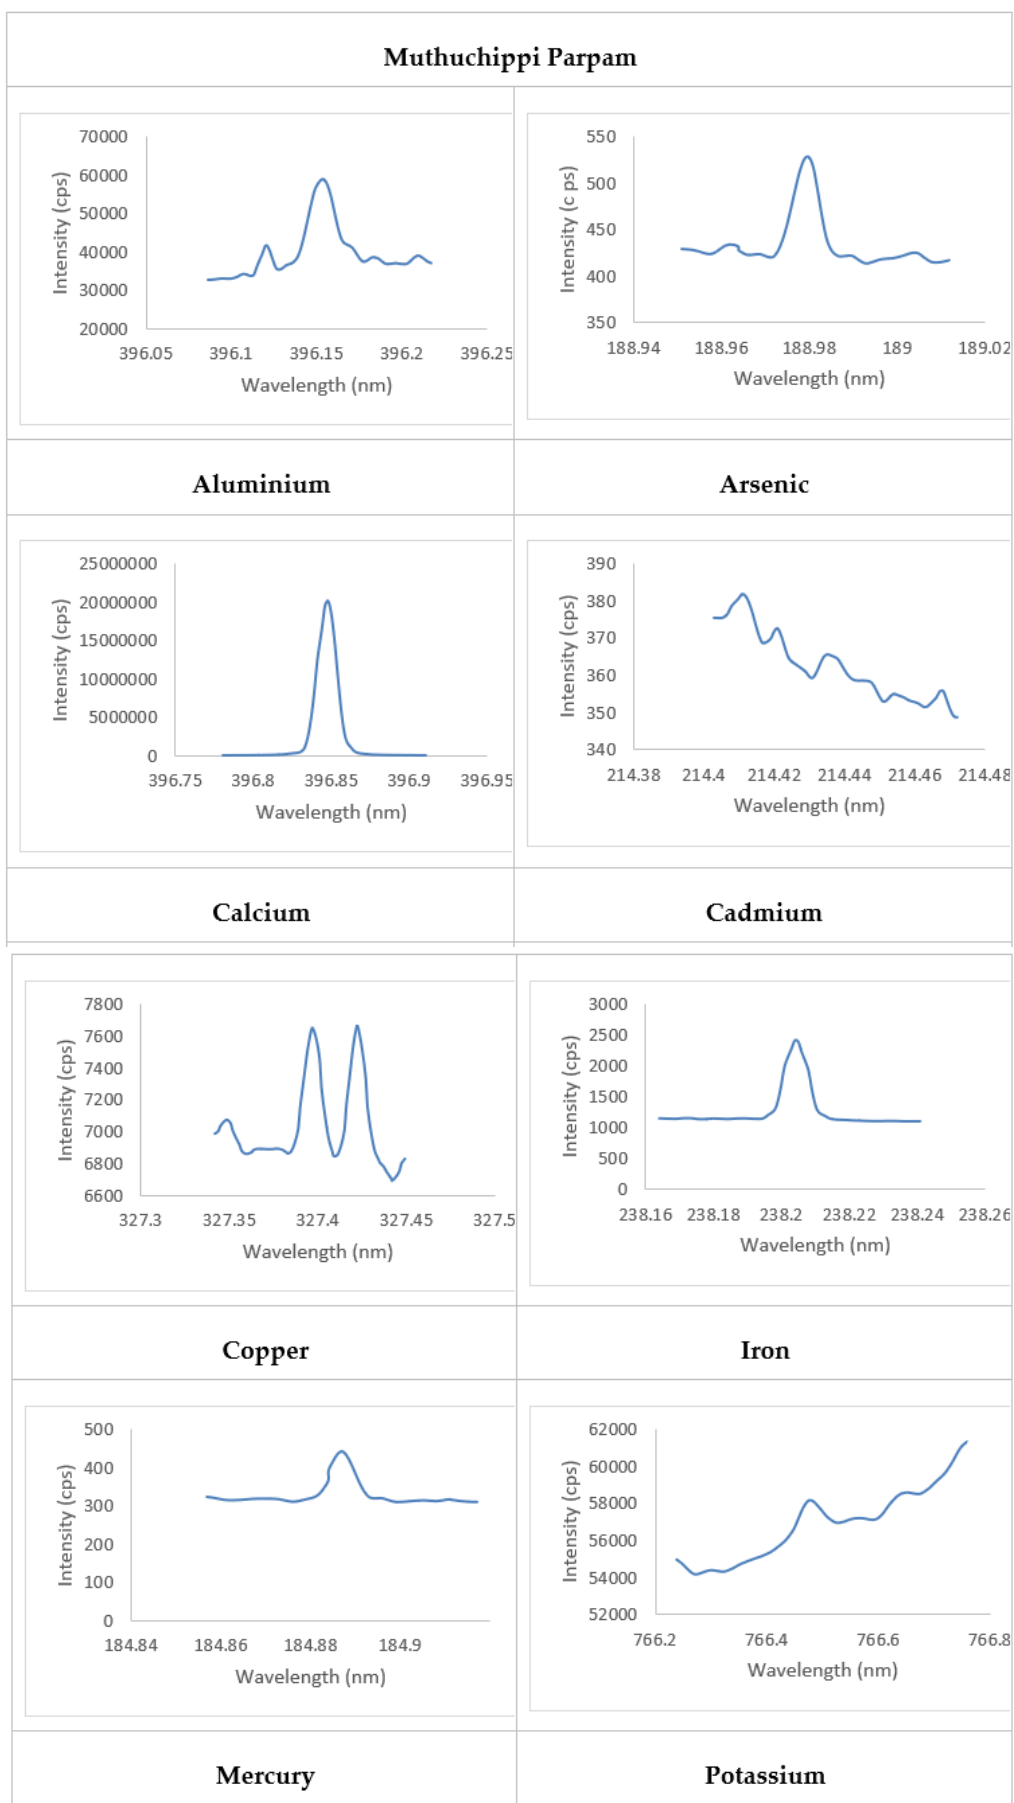 Muthuchippi Parpam
70000
60000
50000
40000
30000
20000
Intensity (cps)
396.05 396.1 396.15 396.2 396.25
Wavelength (nm)
550
500
450
400
350
Intensity (c ps)
188.94 188.96 188.98 189 189.02
Wavelength (nm)
Aluminium
Arsenic
25000000
20000000
15000000
10000000
5000000
0
Intensity (cps)
396.75 396.8 396.85 396.9 396.95
Wavelength (nm)
390
380
370
360
350
340
Intensity (cps)
214.38 214.4 214.42 214.44 214.46 214.48
Wavelength (nm)
Calcium
Cadmium
7800
7600
7400
7200
7000
6800
6600
Intensity (cps)
327.3 327.35 327.4 327.45 327.5
Wavelength (nm)
3000
2500
2000
1500
1000
500
0
Intensity (cps)
238.16 238.18 238.2 238.22 238.24 238.26
Wavelength (nm)
Copper
Iron
500
400
300
200
100
0
Intensity (cps)
184.84 184.86 184.88 184.9
Wavelength (nm)
62000
60000
58000
56000
54000
52000
Intensity (cps)
766.2 766.4 766.6 766.8
Wavelength (nm)
Mercury
Potassium